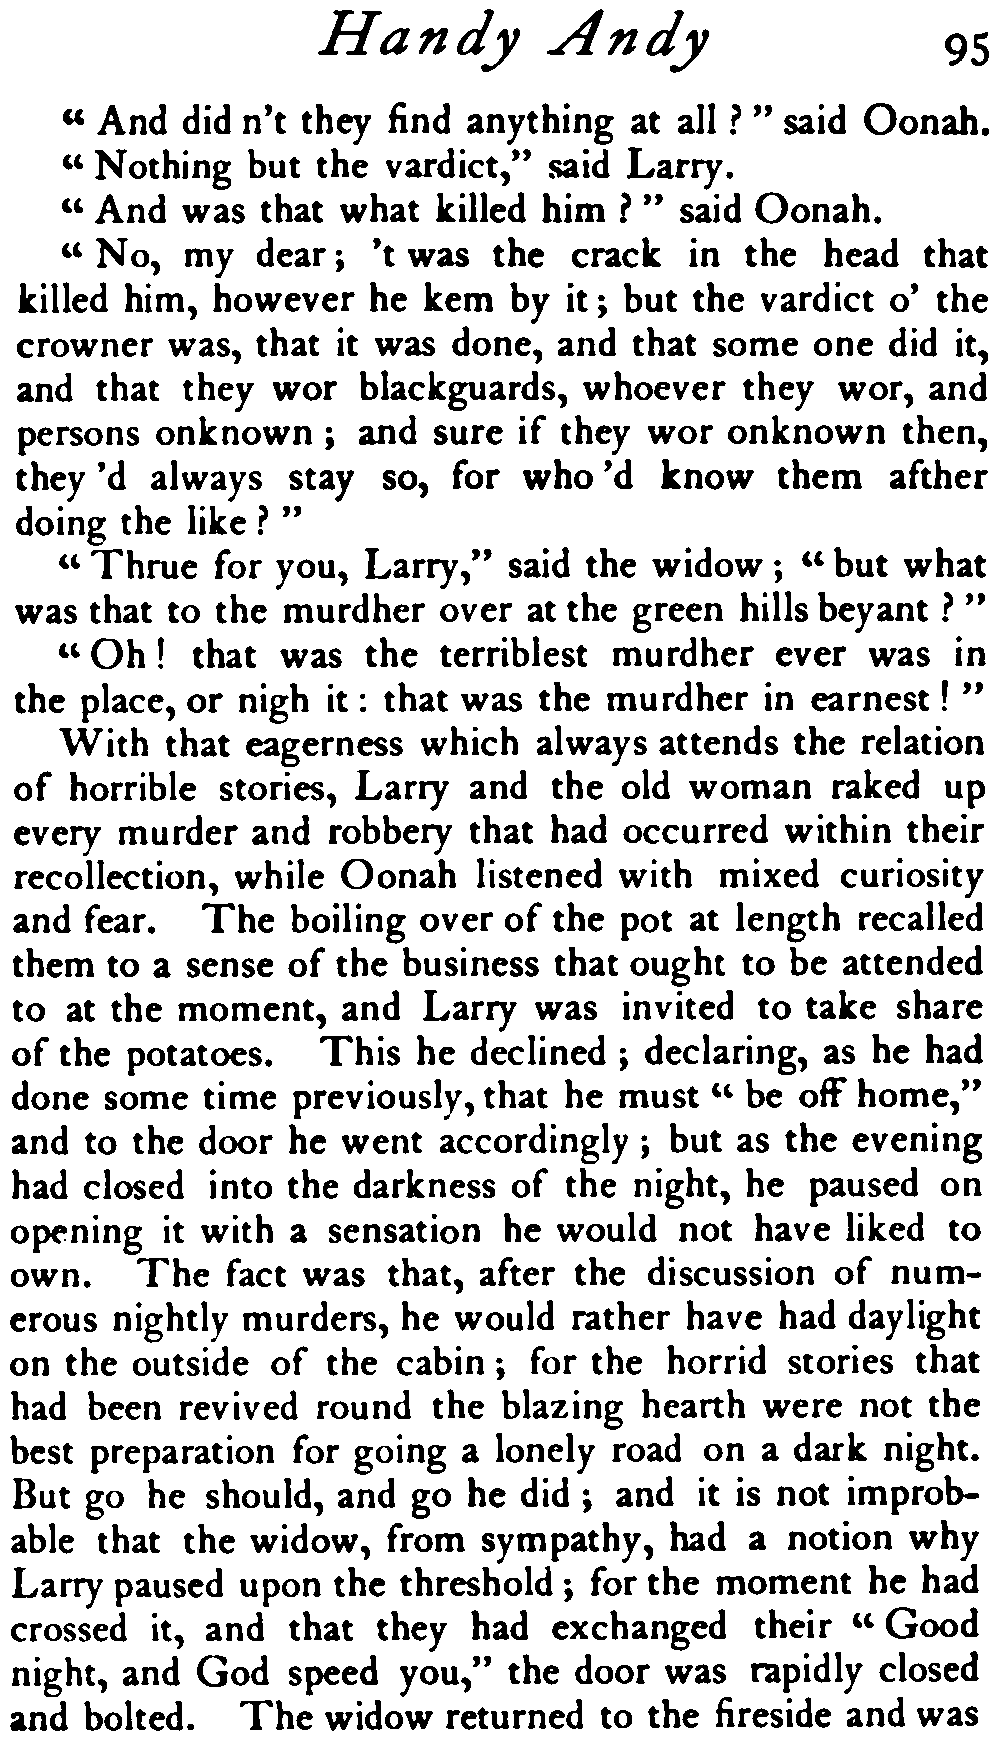 Handy Andy 95
“ And did n't they find anything at all ? ” said Oonah.
“ Nothing but the vardict,” said Larry.
“ And was that what killed him ? ” said Oonah.
“ No, my dear ; 't was the crack in the head that
killed him, however he kem by it ; but the vardict o' the
crowner was, that it was done, and that some one did it,
and that they wor blackguards, whoever they wor, and
persons onknown ; and sure if they wor onknown then,
they 'd always stay so, for who 'd know them afther
doing the like ? ”
“ Thrue for you, Larry,” said the widow ; “ but what
was that to the murdher over at the green hills beyant ? ”
“ Oh ! that was the terriblest murdher ever was in
the place, or nigh it : that was the murdher in earnest ! ”
With that eagerness which always attends the relation
of horrible stories, Larry and the old woman raked up
every murder and robbery that had occurred within their
recollection, while Oonah listened with mixed curiosity
and fear. The boiling over of the pot at length recalled
them to a sense of the business that ought to be attended
to at the moment, and Larry was invited to take share
of the potatoes. This he declined ; declaring, as he had
done some time previously, that he must “ be off home,”
and to the door he went accordingly ; but as the evening
had closed into the darkness of the night, he paused on
opening it with a sensation he would not have liked to
own. The fact was that, after the discussion of num-
erous nightly murders, he would rather have had daylight
on the outside of the cabin ; for the horrid stories that
had been revived round the blazing hearth were not the
best preparation for going a lonely road on a dark night.
But go he should, and go he did ; and it is not improb-
able that the widow, from sympathy, had a notion why
Larry paused upon the threshold ; for the moment he had
crossed it, and that they had exchanged their “ Good
night, and God speed you,” the door was rapidly closed
and bolted. The widow returned to the fireside and was